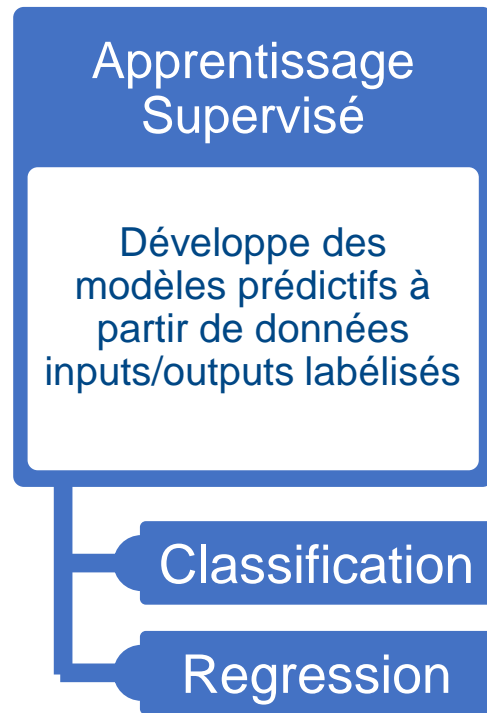 Apprentissage
Supervisé
Développe des
modèles prédictifs à
partir de données
inputs/outputs labélisés
Classification
Regression